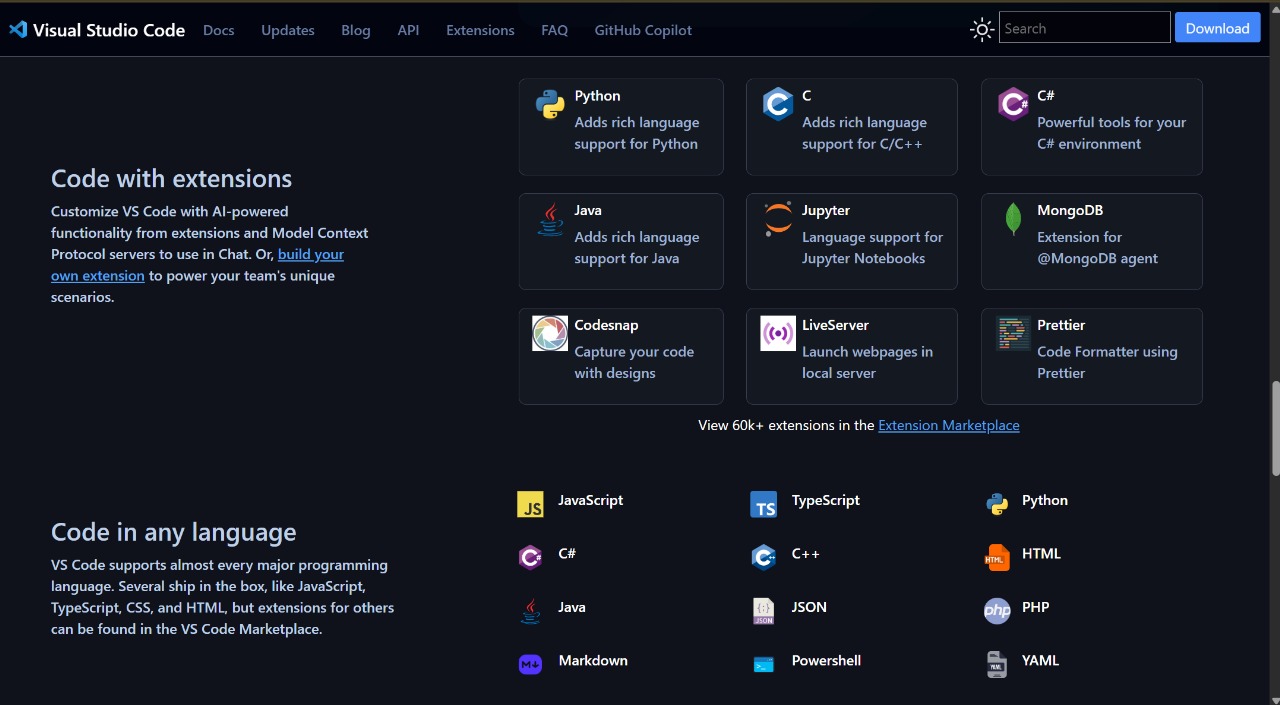 Visual Studio Code Docs Updates Blog API Extensions FAQ GitHub Copilot Search Download
Code with extensions
Customize VS Code with AI-powered
functionality from extensions and Model Context
Protocol servers to use in Chat. Or, build your
own extension to power your team's unique
scenarios.
Python
Adds rich language
support for Python
C
Adds rich language
support for C/C++
C#
Powerful tools for your
C# environment
Java
Adds rich language
support for Java
Jupyter
Language support for
Jupyter Notebooks
MongoDB
Extension for
@MongoDB agent
Codesnap
Capture your code
with designs
LiveServer
Launch webpages in
local server
Prettier
Code Formatter using
Prettier
View 60k+ extensions in the Extension Marketplace
Code in any language
VS Code supports almost every major programming
language. Several ship in the box, like JavaScript,
TypeScript, CSS, and HTML, but extensions for others
can be found in the VS Code Marketplace.
JS JavaScript
TS TypeScript
Python
C#
C++
HTML HTML
Java
JSON JSON
php PHP
M Markdown
Powershell
YAML YAML